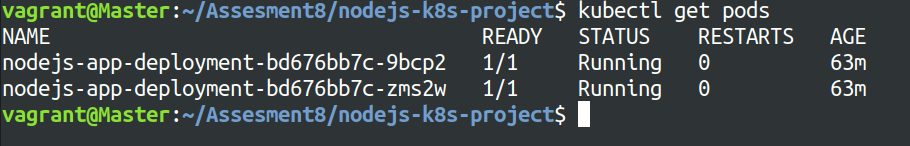 vagrant@Master:~/Assesment8/nodejs-k8s-project$ kubectl get pods
NAME READY STATUS RESTARTS AGE
nodejs-app-deployment-bd676bb7c-9bcp2 1/1 Running 0 63m
nodejs-app-deployment-bd676bb7c-zms2w 1/1 Running 0 63m
vagrant@Master:~/Assesment8/nodejs-k8s-project$